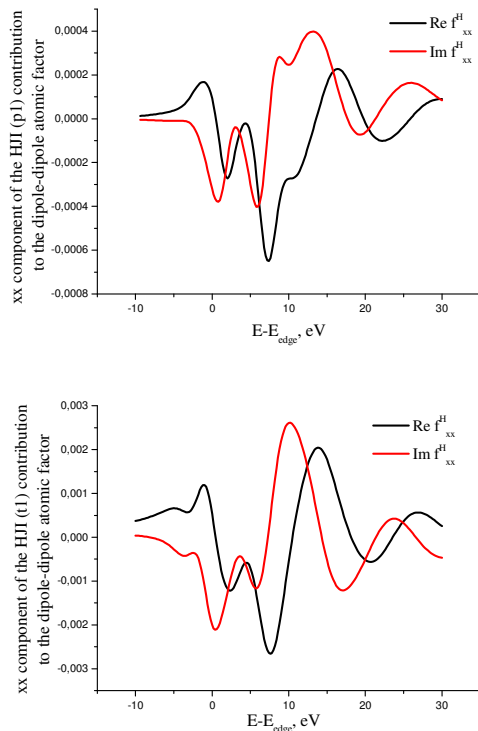 xx component of the HJI (p1) contribution
to the dipole-dipole atomic factor
0,0004
0,0002
0,0000
-0,0002
-0,0004
-0,0006
-0,0008
Re f^H_xx
Im f^H_xx
-10 0 10 20 30
E-E_edge, eV
xx component of the HJI (t1) contribution
to the dipole-dipole atomic factor
0,003
0,002
0,001
0,000
-0,001
-0,002
-0,003
Re f^H_xx
Im f^H_xx
-10 0 10 20 30
E-E_edge, eV